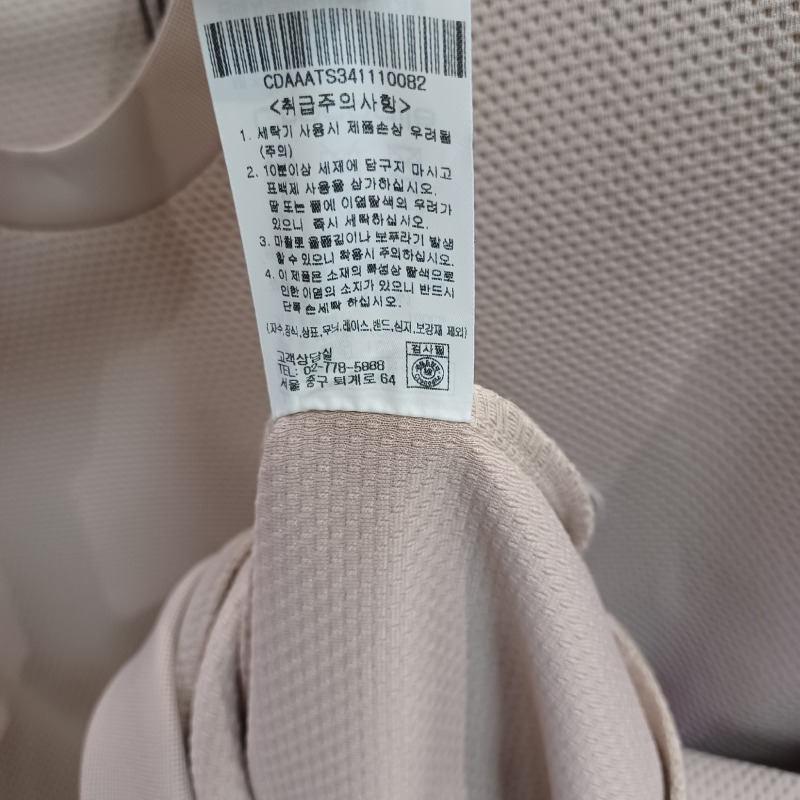 CDAAATS341110082
<취급주의사항>
1. 세탁기 사용시 제품손상 우려됨
(주의)
2. 10분이상 세제에 담구지 마시고
표백제 사용을 삼가하십시오.
땀 또는 물에 이염탈색의 우려가
있으니 즉시 세탁하십시오.
3. 마찰로 올뜯김이나 보푸라기 발생
할 수 있으니 착용시 주의하십시오.
4. 이 제품은 소재의 특성상 탈색으로
인한 이염의 소지가 있으니 반드시
단독 손세탁 하십시오.
(자수,장식,상표,무늬,레이스,밴드,심지,보강재 제외)
고객상담실
TEL: 02-778-5888
서울 중구 퇴계로 64
검사필